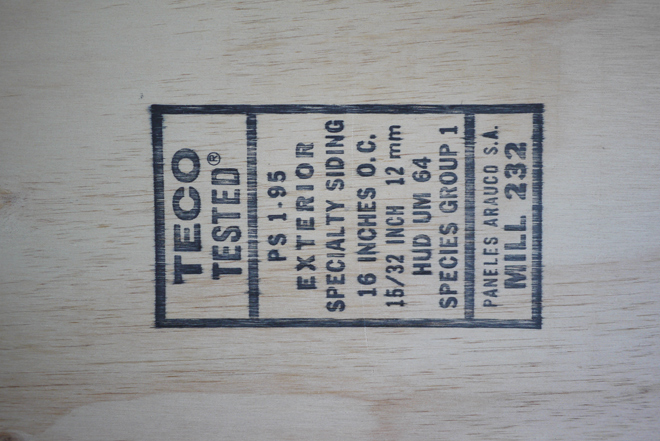 TECO
TESTED®
PS 1-95
EXTERIOR
SPECIALTY SIDING
16 INCHES O.C.
15/32 INCH 12 mm
HUD UM 64
SPECIES GROUP 1
PANELES ARAUCO S.A.
MILL 232